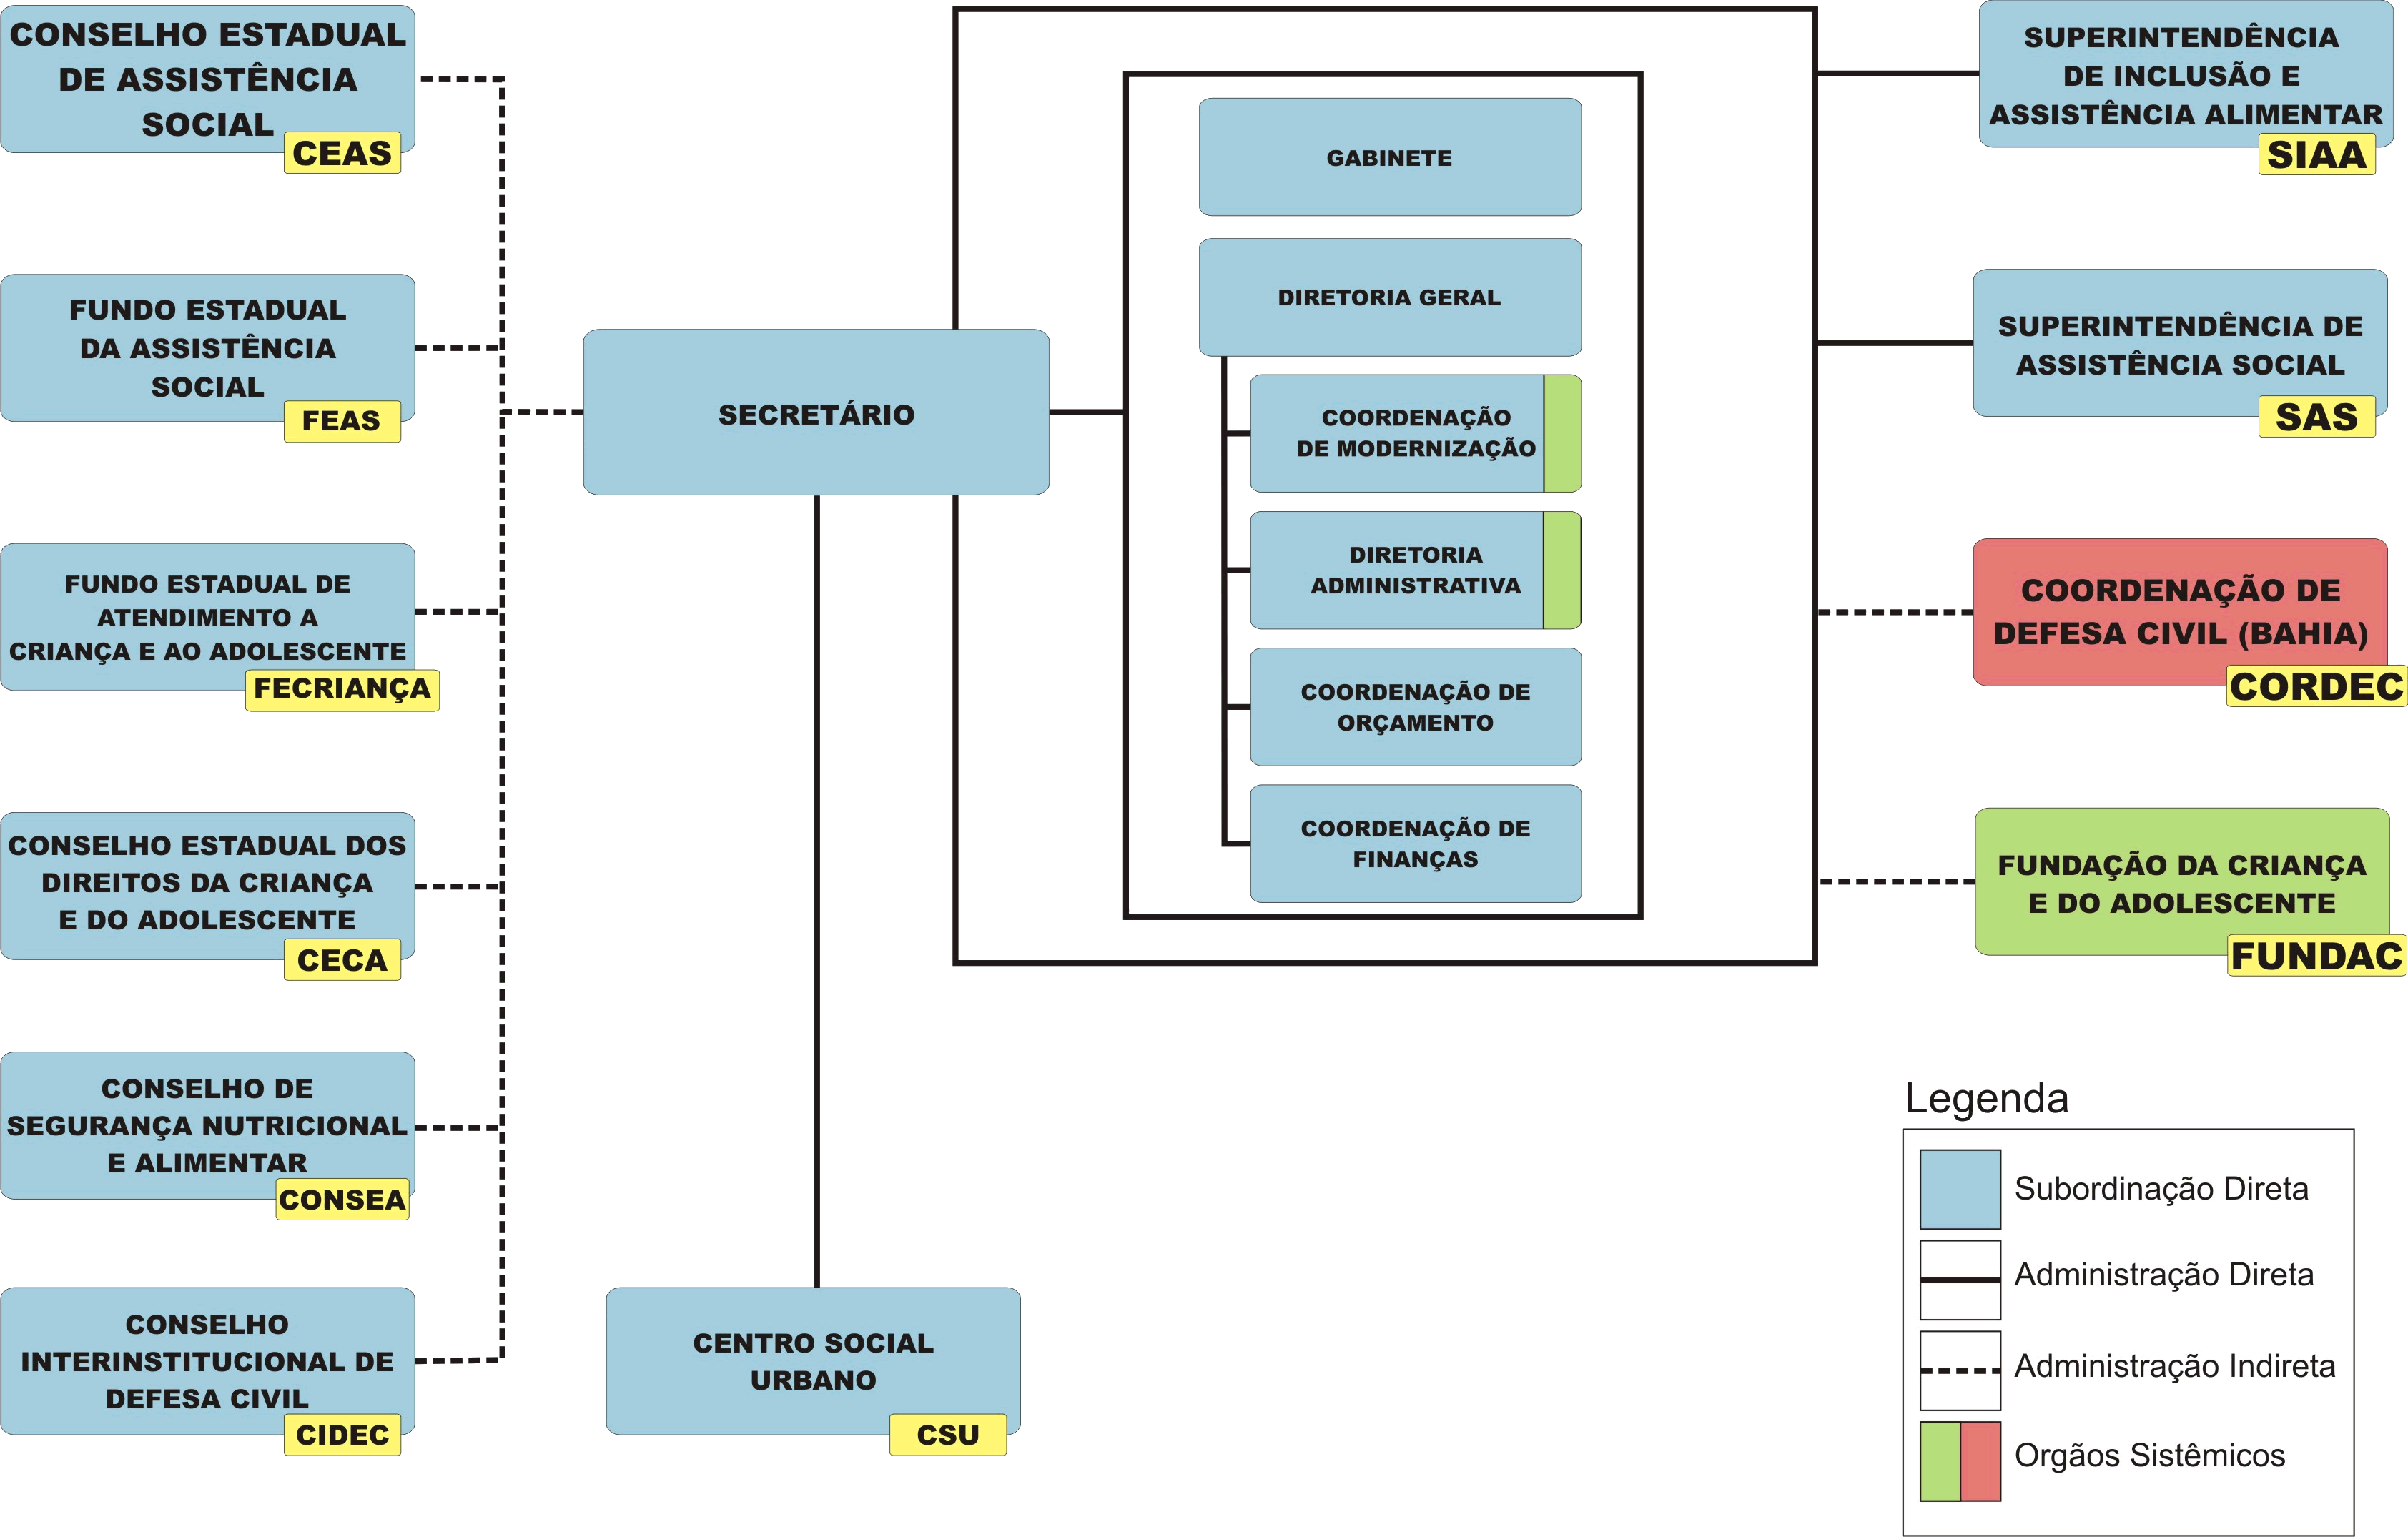 CONSELHO ESTADUAL
DE ASSISTÊNCIA
SOCIAL
CEAS
FUNDO ESTADUAL
DA ASSISTÊNCIA
SOCIAL
FEAS
FUNDO ESTADUAL DE
ATENDIMENTO A
CRIANÇA E AO ADOLESCENTE
FECRIANÇA
CONSELHO ESTADUAL DOS
DIREITOS DA CRIANÇA
E DO ADOLESCENTE
CECA
CONSELHO DE
SEGURANÇA NUTRICIONAL
E ALIMENTAR
CONSEA
CONSELHO
INTERINSTITUCIONAL DE
DEFESA CIVIL
CIDEC
SECRETÁRIO
CENTRO SOCIAL
URBANO
CSU
GABINETE
DIRETORIA GERAL
COORDENAÇÃO
DE MODERNIZAÇÃO
DIRETORIA
ADMINISTRATIVA
COORDENAÇÃO DE
ORÇAMENTO
COORDENAÇÃO DE
FINANÇAS
SUPERINTENDÊNCIA
DE INCLUSÃO E
ASSISTÊNCIA ALIMENTAR
SIAA
SUPERINTENDÊNCIA DE
ASSISTÊNCIA SOCIAL
SAS
COORDENAÇÃO DE
DEFESA CIVIL (BAHIA)
CORDEC
FUNDAÇÃO DA CRIANÇA
E DO ADOLESCENTE
FUNDAC
Legenda
Subordinação Direta
Administração Direta
Administração Indireta
Orgãos Sistêmicos